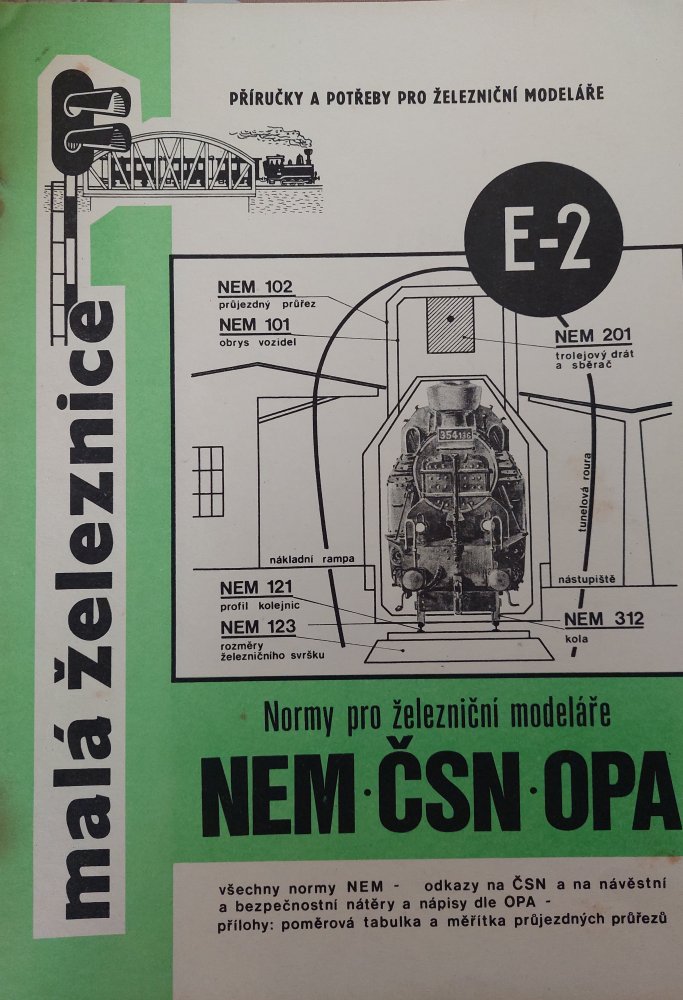 PŘÍRUČKY A POTŘEBY PRO ŽELEZNIČNÍ MODELÁŘE
malá železnice
E-2
NEM 102
průjezdný průřez
NEM 101
obrys vozidel
NEM 201
trolejový drát
a sběrač
354136
tunelová roura
nákladní rampa
nástupiště
NEM 121
profil kolejnic
NEM 123
rozměry
železničního svršku
NEM 312
kola
Normy pro železniční modeláře
NEM·ČSN·OPA
všechny normy NEM - odkazy na ČSN a na návěstní
a bezpečnostní nátěry a nápisy dle OPA -
přílohy: poměrová tabulka a měřítka průjezdných průřezů